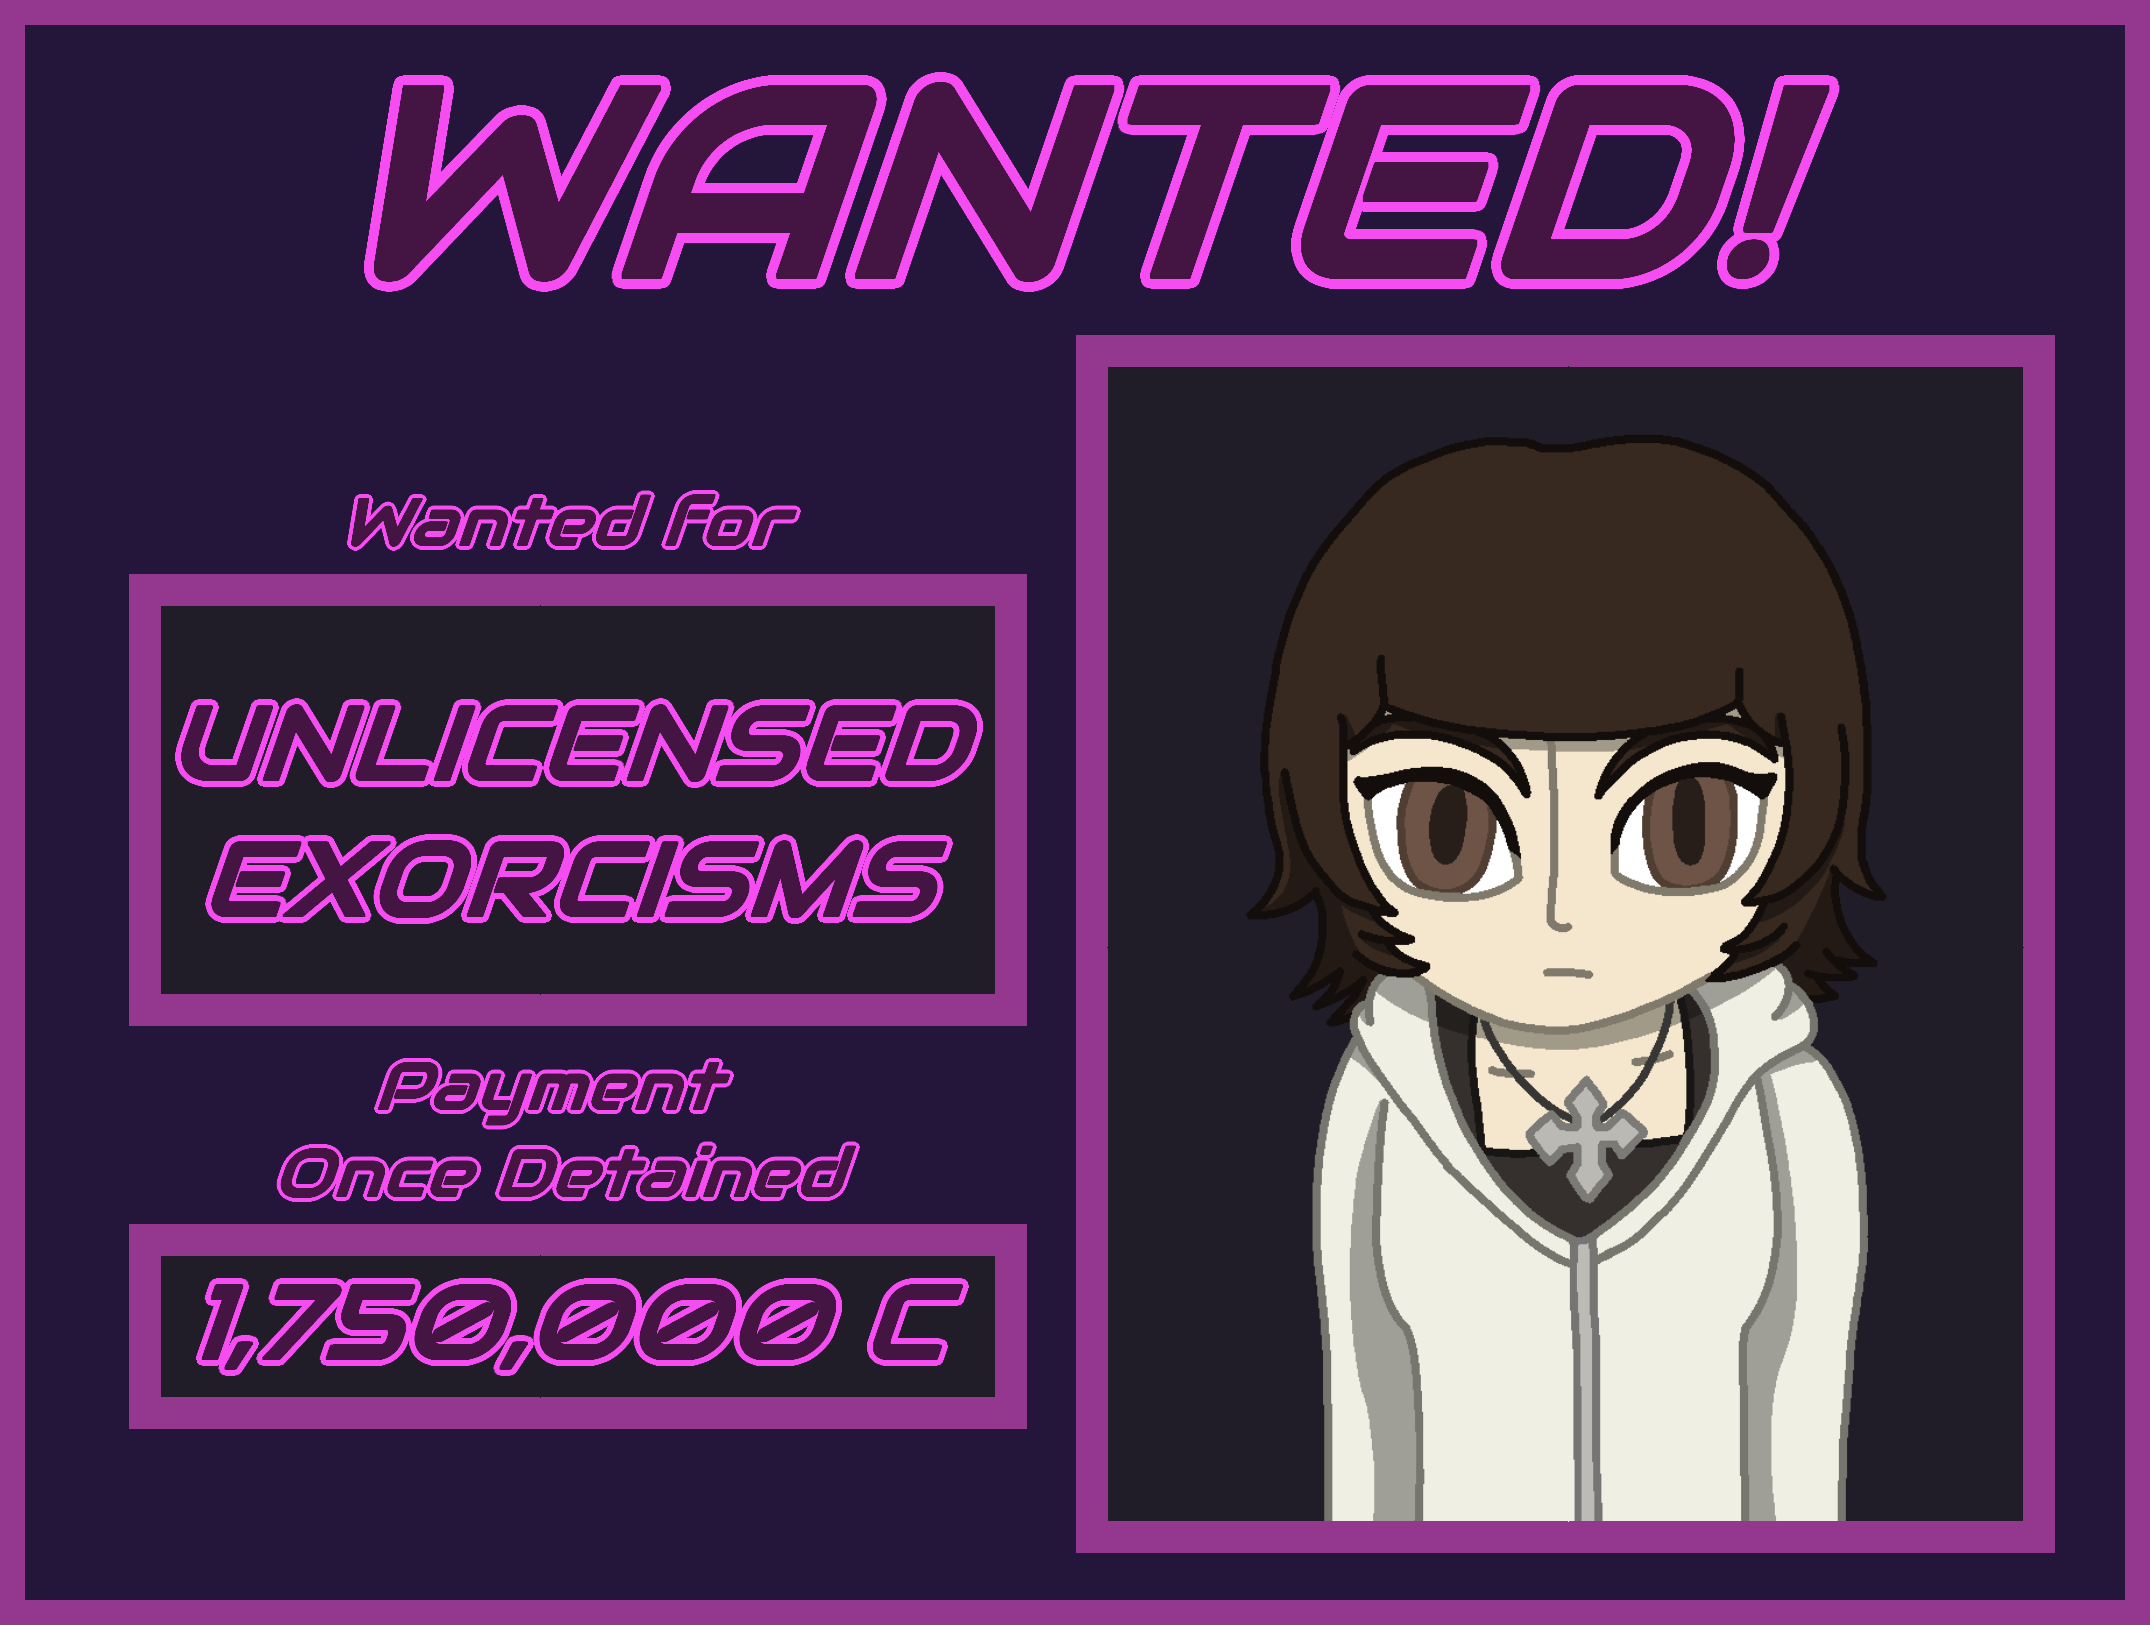 WANTED!
Wanted for
UNLICENSED
EXORCISMS
Payment
Once Detained
1,750,000 C